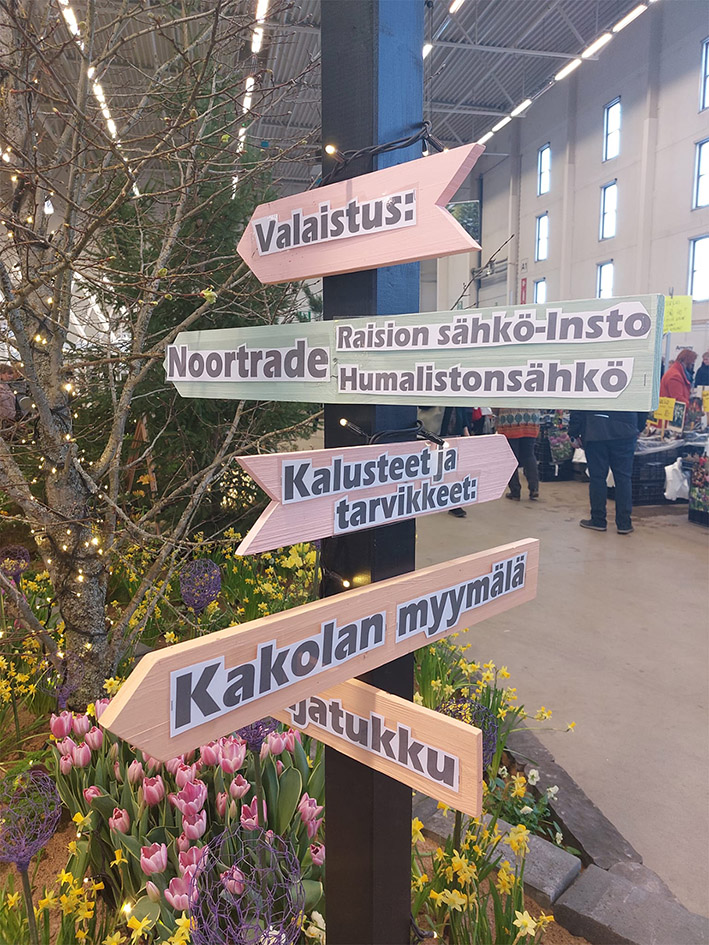 Valaistus:
Noortrade
Raision sähkö-Insto
Humalistonsähkö
Kalusteet ja
tarvikkeet:
Kakolan myymälä
jatukku